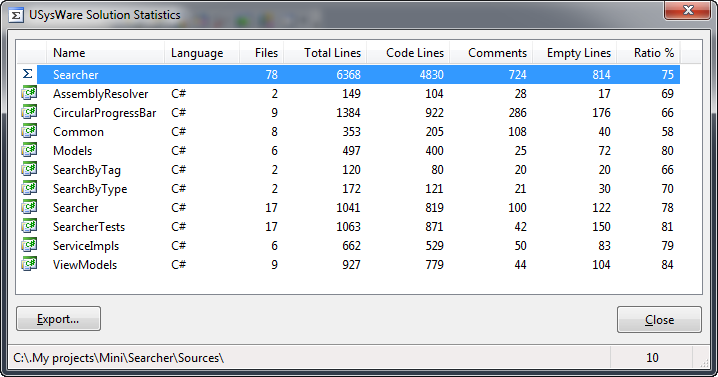 USysWare Solution Statistics
Name Language Files Total Lines Code Lines Comments Empty Lines Ratio %
Σ Searcher 78 6368 4830 724 814 75
C# AssemblyResolver C# 2 149 104 28 17 69
C# CircularProgressBar C# 9 1384 922 286 176 66
C# Common C# 8 353 205 108 40 58
C# Models C# 6 497 400 25 72 80
C# SearchByTag C# 2 120 80 20 20 66
C# SearchByType C# 2 172 121 21 30 70
C# Searcher C# 17 1041 819 100 122 78
C# SearcherTests C# 17 1063 871 42 150 81
C# ServiceImpls C# 6 662 529 50 83 79
C# ViewModels C# 9 927 779 44 104 84
Export... Close
C:\.My projects\Mini\Searcher\Sources\ 10